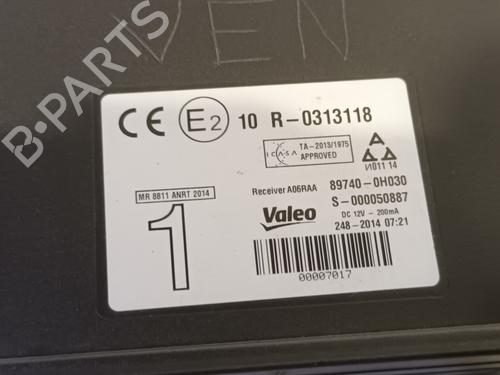 VEN
B-PARTS
CE E2 10 R-0313118
ICASA TA-2013/1975
APPROVED
И011 14
MR 8811 ANRT 2014
Receiver A06RAA 89740-0H030
S-000050887
1
Valeo
DC 12V - 200mA
248-2014 07:21
00007017